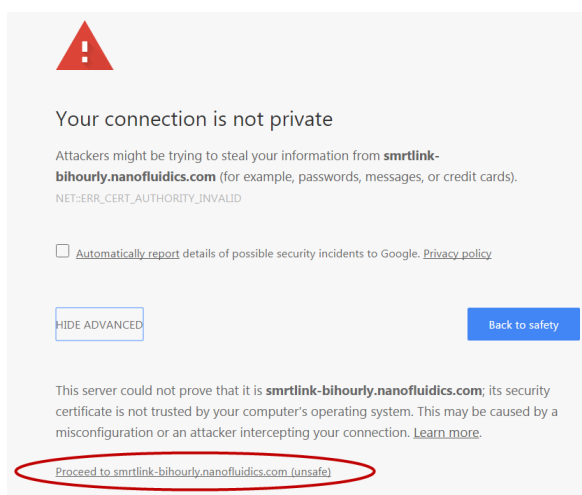 Your connection is not private
Attackers might be trying to steal your information from smrtlink-
bihourly.nanofluidics.com (for example, passwords, messages, or credit cards).
NET::ERR_CERT_AUTHORITY_INVALID
Automatically report details of possible security incidents to Google. Privacy policy
HIDE ADVANCED
Back to safety
This server could not prove that it is smrtlink-bihourly.nanofluidics.com; its security
certificate is not trusted by your computer's operating system. This may be caused by a
misconfiguration or an attacker intercepting your connection. Learn more.
Proceed to smrtlink-bihourly.nanofluidics.com (unsafe)